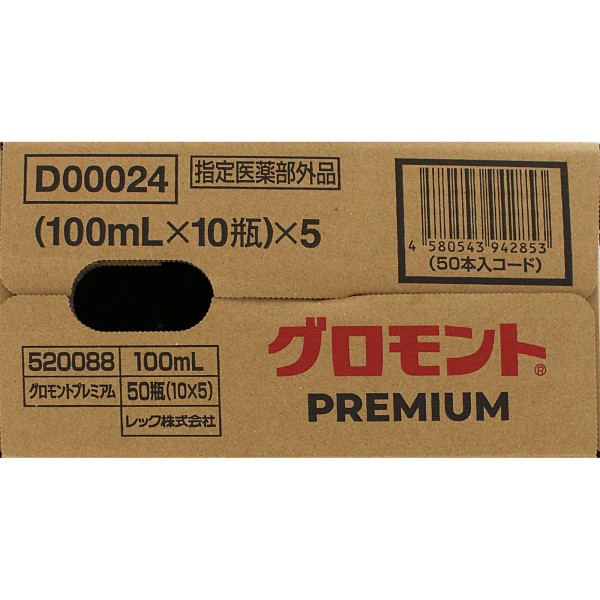 D00024
指定医薬部外品
(100mL×10瓶)×5
4 580543 942853
(50本入コード)
グロモント®
PREMIUM
520088
100mL
グロモントプレミアム
50瓶(10×5)
レック株式会社